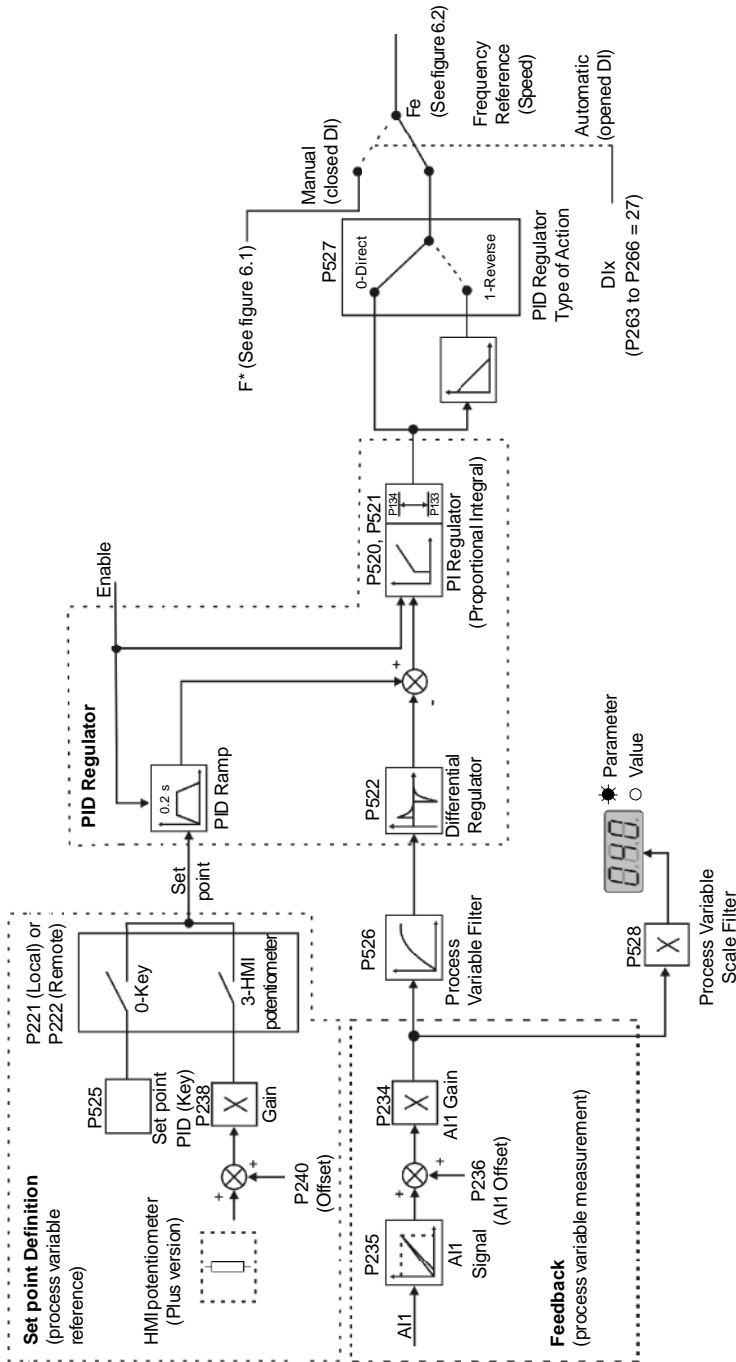 Set point Definition
(process variable
reference)
HMI potentiometer
(Plus version)
P240
(Offset)
P525
Set point
PID (Key)
P238
Gain
P221 (Local) or
P222 (Remote)
0-Key
3-HMI
potentiometer
Set
point
PID Regulator
0.2 s
PID Ramp
Enable
P522
Differential
Regulator
P520, P521
P134
P133
PI Regulator
(Proportional Integral)
F* (See figure 6.1)
Manual
(closed DI)
P527
0-Direct
1-Reverse
PID Regulator
Type of Action
Fe
(See figure 6.2)
Frequency
Reference
(Speed)
Automatic
(opened DI)
DIx
(P263 to P266 = 27)
AI1
P235
AI1
Signal
P236
(AI1 Offset)
P234
AI1 Gain
Feedback
(process variable measurement)
P526
Process
Variable Filter
P528
Process Variable
Scale Filter
0.4.0.
Parameter
Value